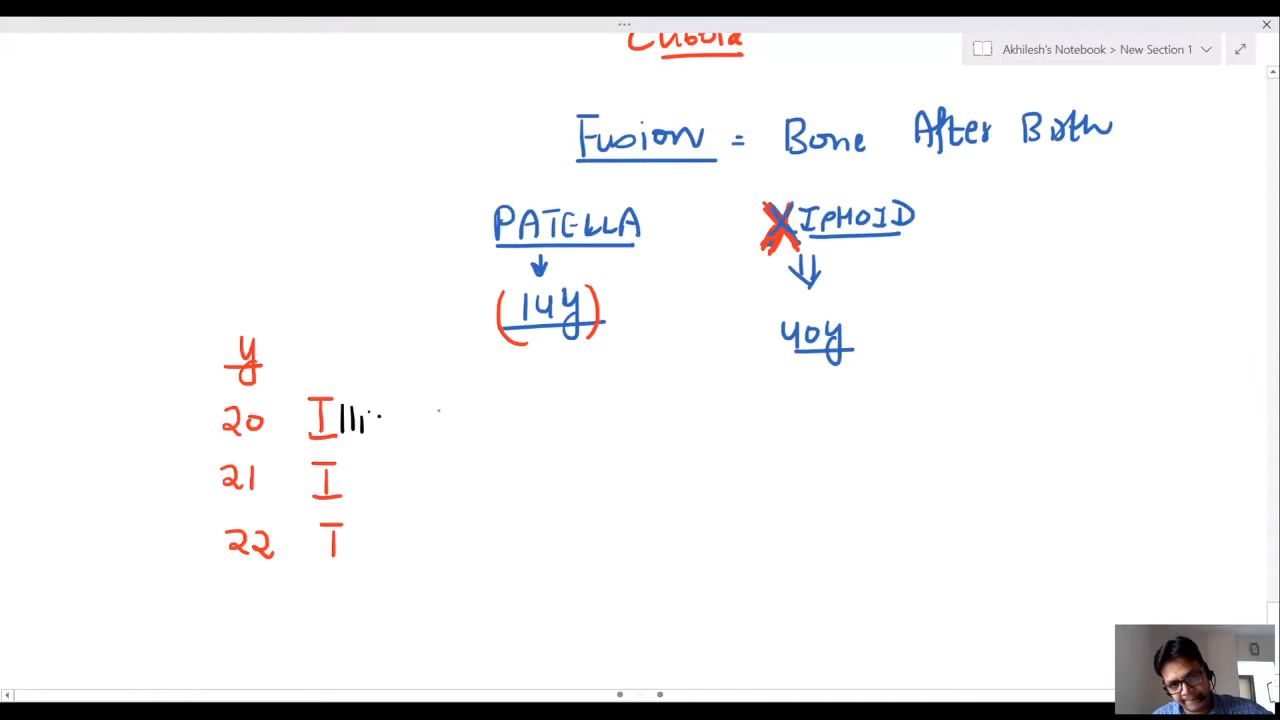 Akhilesh's Notebook > New Section 1
Fusion = Bone After Birth
PATELLA XIPHOID
(14y) 40y
y
20 I
21 I
22 I